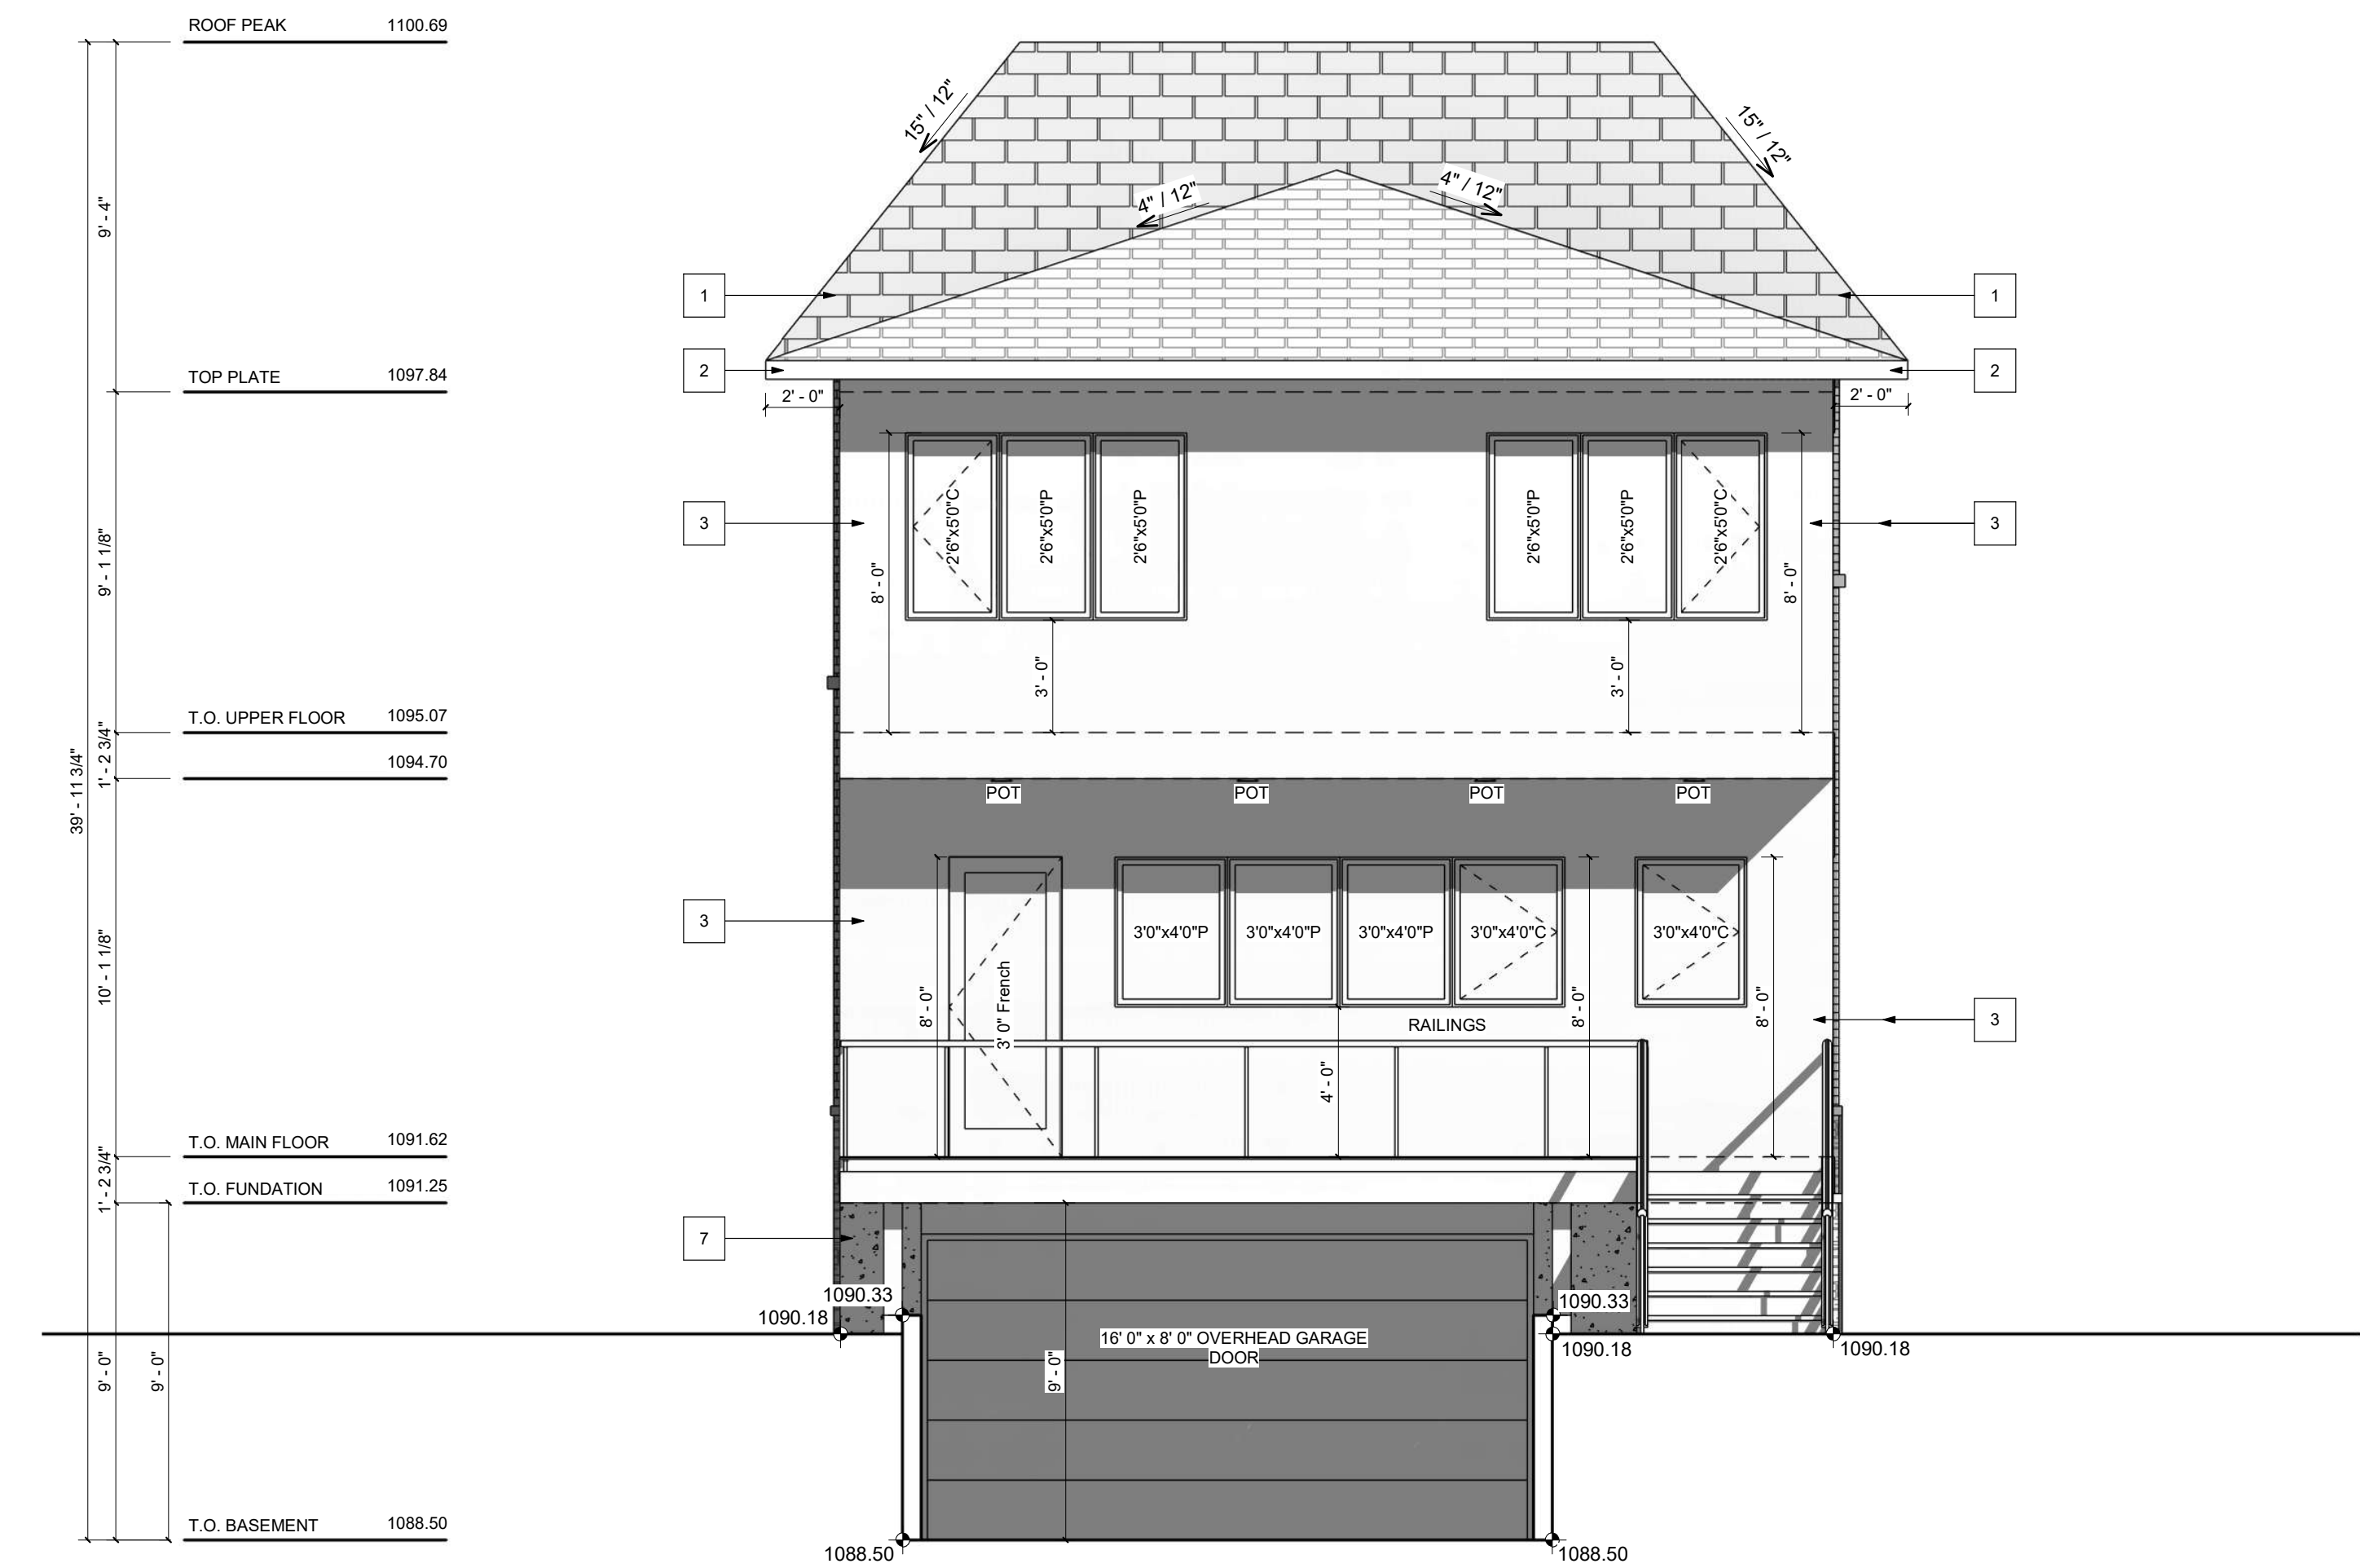 ROOF PEAK 1100.69
15" / 12"
15" / 12"
4" / 12"
4" / 12"
9' - 4"
1
1
TOP PLATE 1097.84
2
2
2' - 0"
2' - 0"
9' - 1 1/8"
3
3
2'6"x5'0"C
2'6"x5'0"P
2'6"x5'0"P
2'6"x5'0"P
2'6"x5'0"P
2'6"x5'0"C
8' - 0"
8' - 0"
3' - 0"
3' - 0"
T.O. UPPER FLOOR 1095.07
1' - 2 3/4"
1094.70
39' - 11 3/4"
POT
POT
POT
POT
10' - 1 1/8"
3
3'0"x4'0"P
3'0"x4'0"P
3'0"x4'0"P
3'0"x4'0"C
3'0"x4'0"C
8' - 0"
3' 0" French
RAILINGS
8' - 0"
8' - 0"
3
4' - 0"
T.O. MAIN FLOOR 1091.62
1' - 2 3/4"
T.O. FUNDATION 1091.25
7
1090.33
1090.33
1090.18
1090.18
1090.18
16' 0" x 8' 0" OVERHEAD GARAGE
DOOR
9' - 0"
9' - 0"
9' - 0"
T.O. BASEMENT 1088.50
1088.50
1088.50